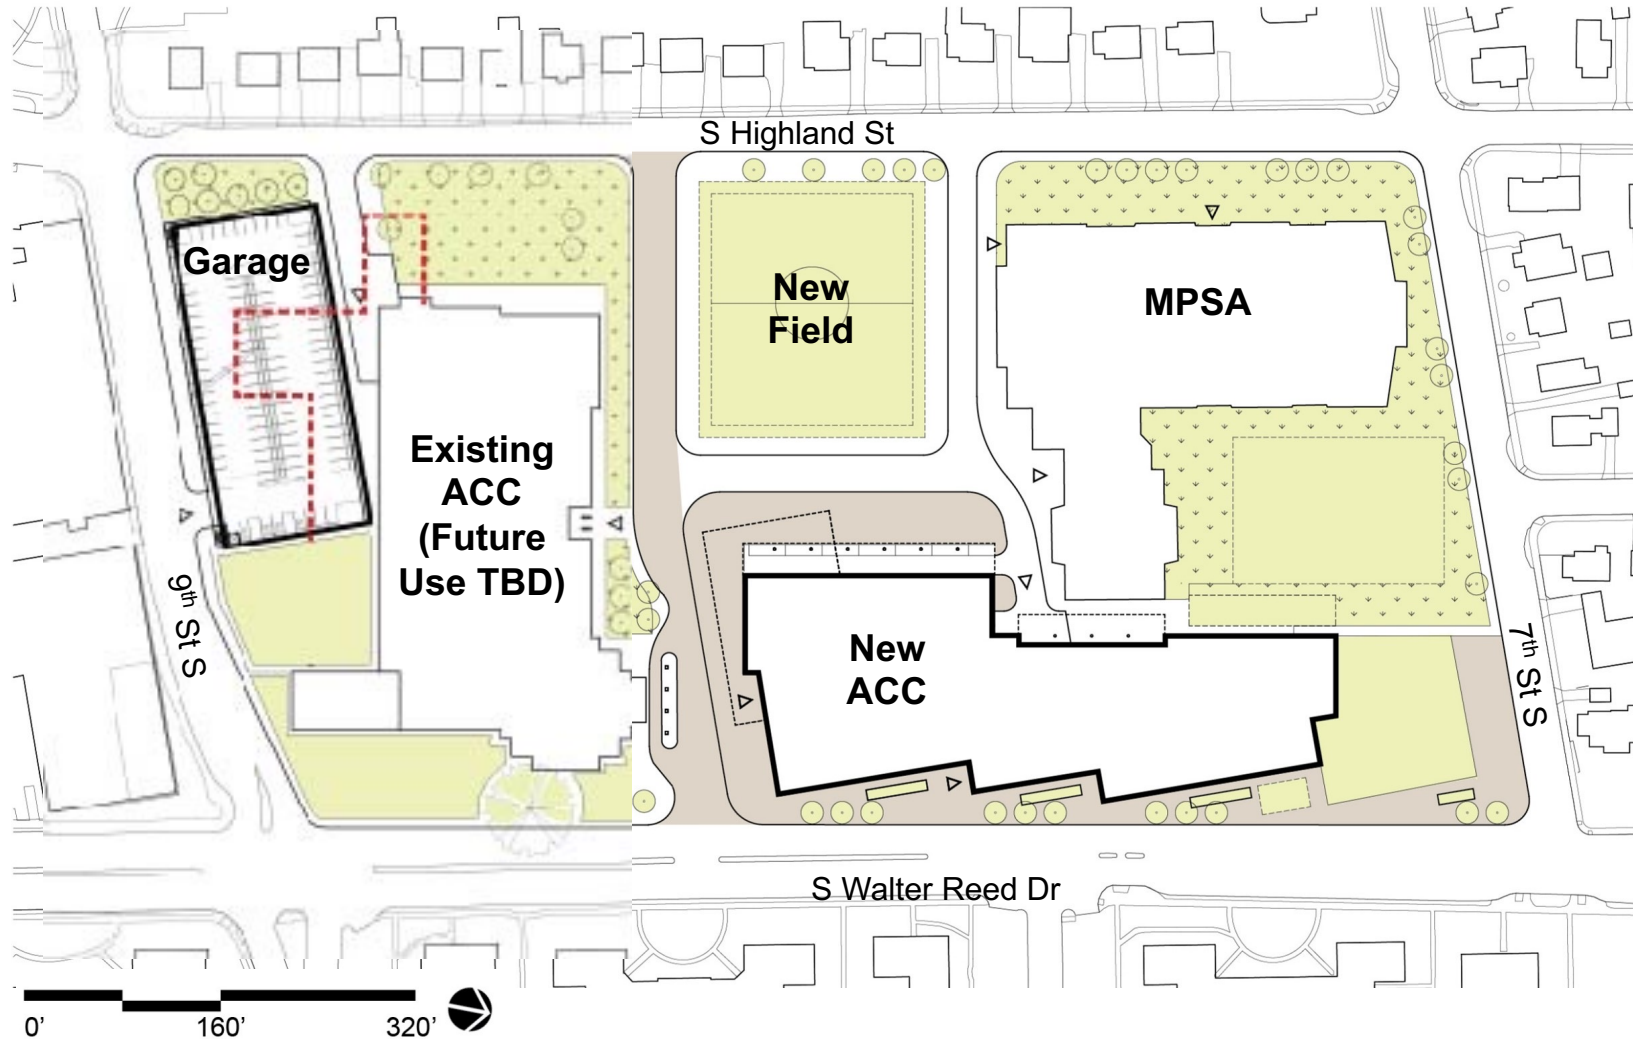 S Highland St
Garage
New
Field
MPSA
Existing
ACC
(Future
Use TBD)
9th St S
New
ACC
7th St S
S Walter Reed Dr
0’ 160’ 320’